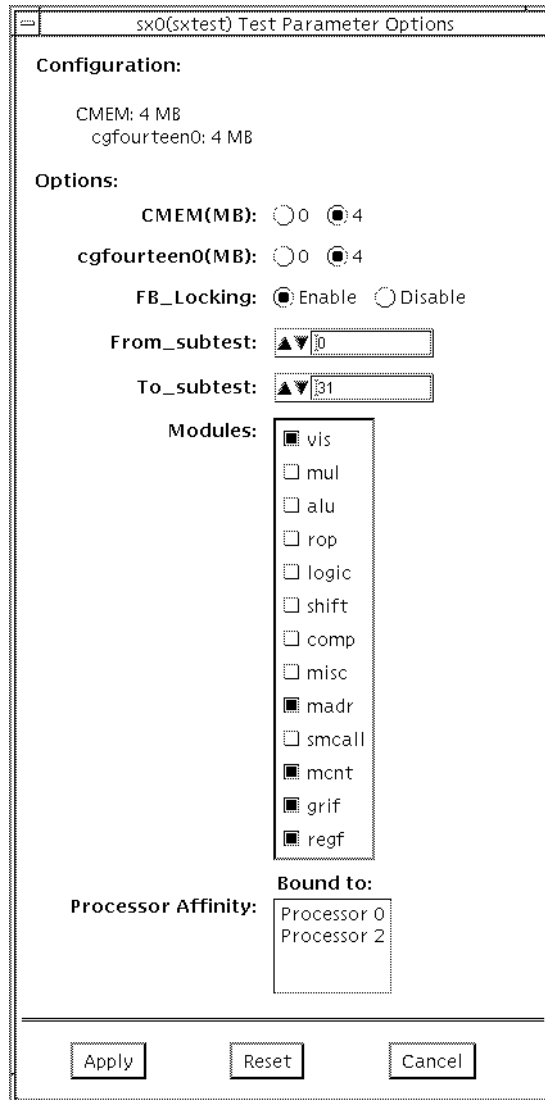 sx0(sxtest) Test Parameter Options
Configuration:
CMEM: 4 MB
cgfourteen0: 4 MB
Options:
CMEM(MB): 0 4
cgfourteen0(MB): 0 4
FB_Locking: Enable Disable
From_subtest: 0
To_subtest: 31
Modules: vis
mul
alu
rop
logic
shift
comp
misc
madr
smcall
mcnt
grif
regf
Bound to:
Processor Affinity: Processor 0
Processor 2
Apply Reset Cancel